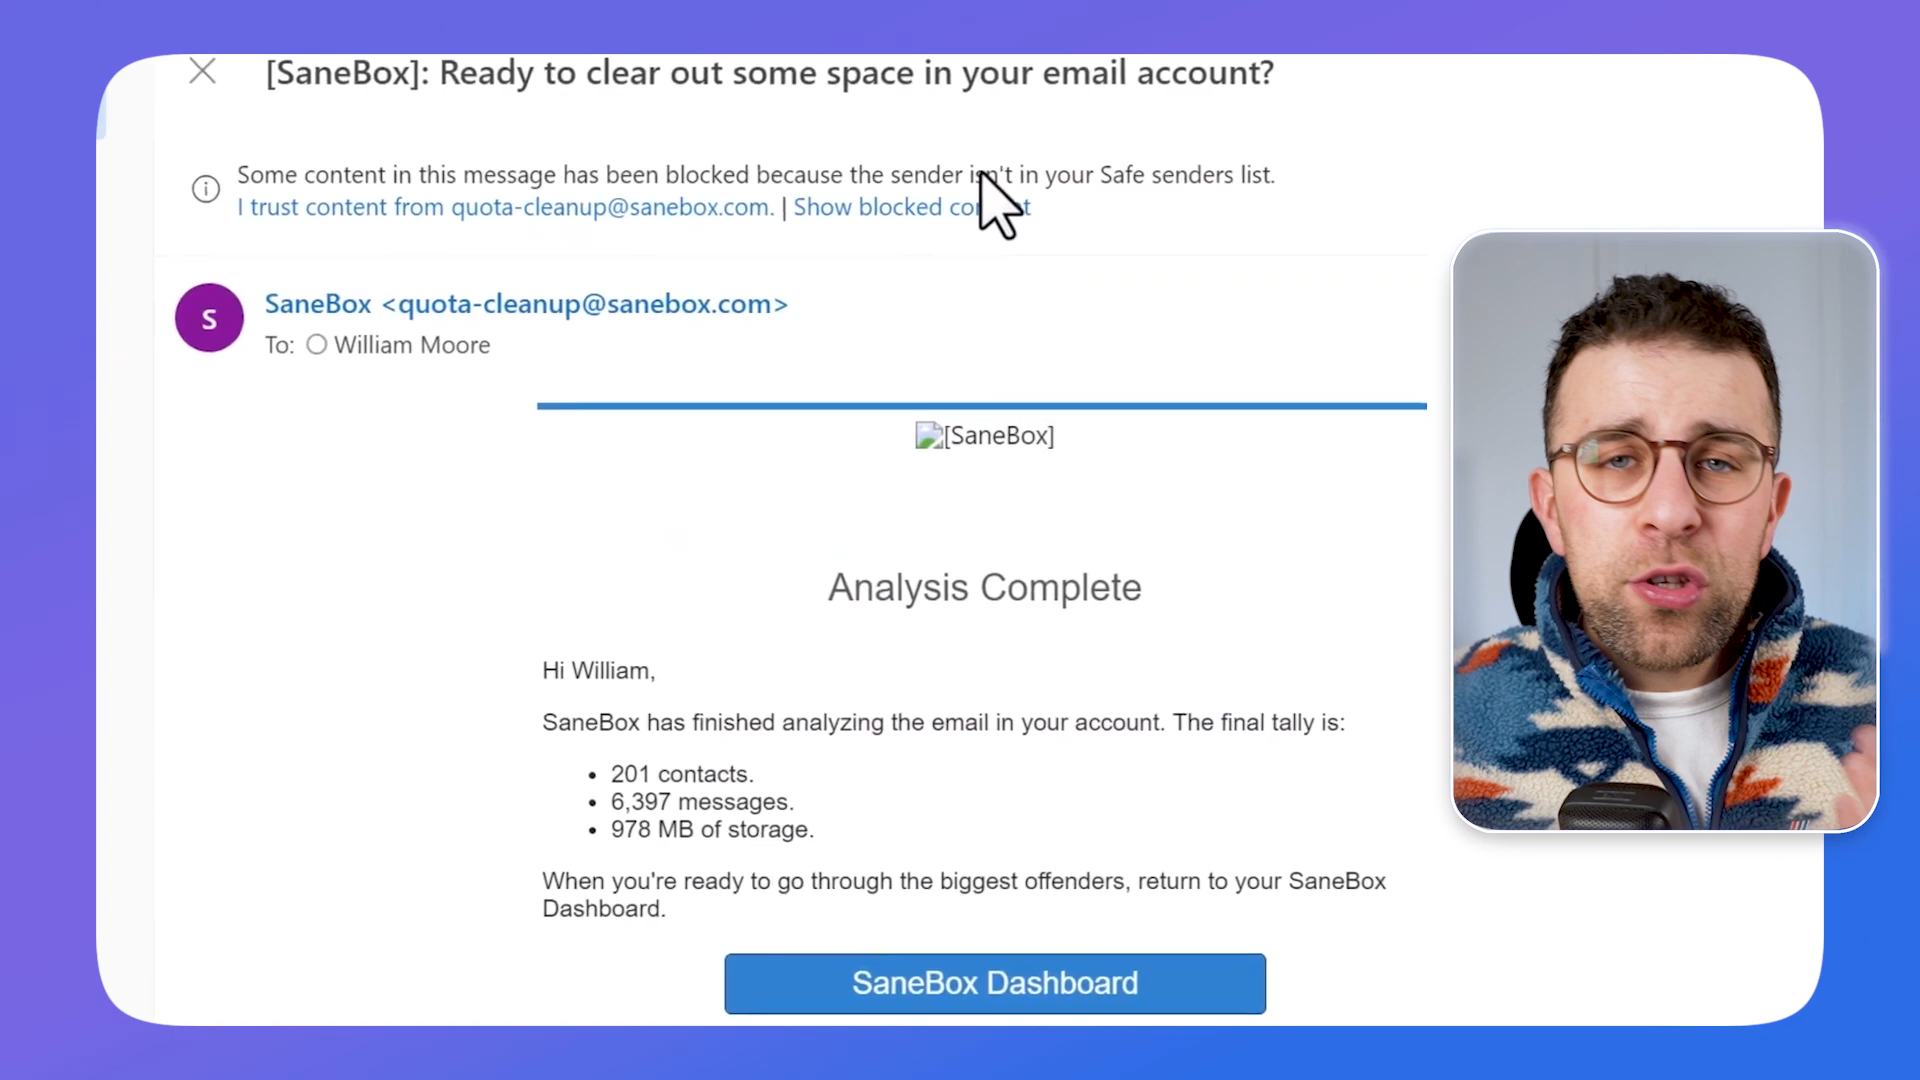 [SaneBox]: Ready to clear out some space in your email account?
Some content in this message has been blocked because the sender isn't in your Safe senders list.
I trust content from quota-cleanup@sanebox.com. | Show blocked content
S
SaneBox <quota-cleanup@sanebox.com>
To: William Moore
[SaneBox]
Analysis Complete
Hi William,
SaneBox has finished analyzing the email in your account. The final tally is:
• 201 contacts.
• 6,397 messages.
• 978 MB of storage.
When you're ready to go through the biggest offenders, return to your SaneBox
Dashboard.
SaneBox Dashboard